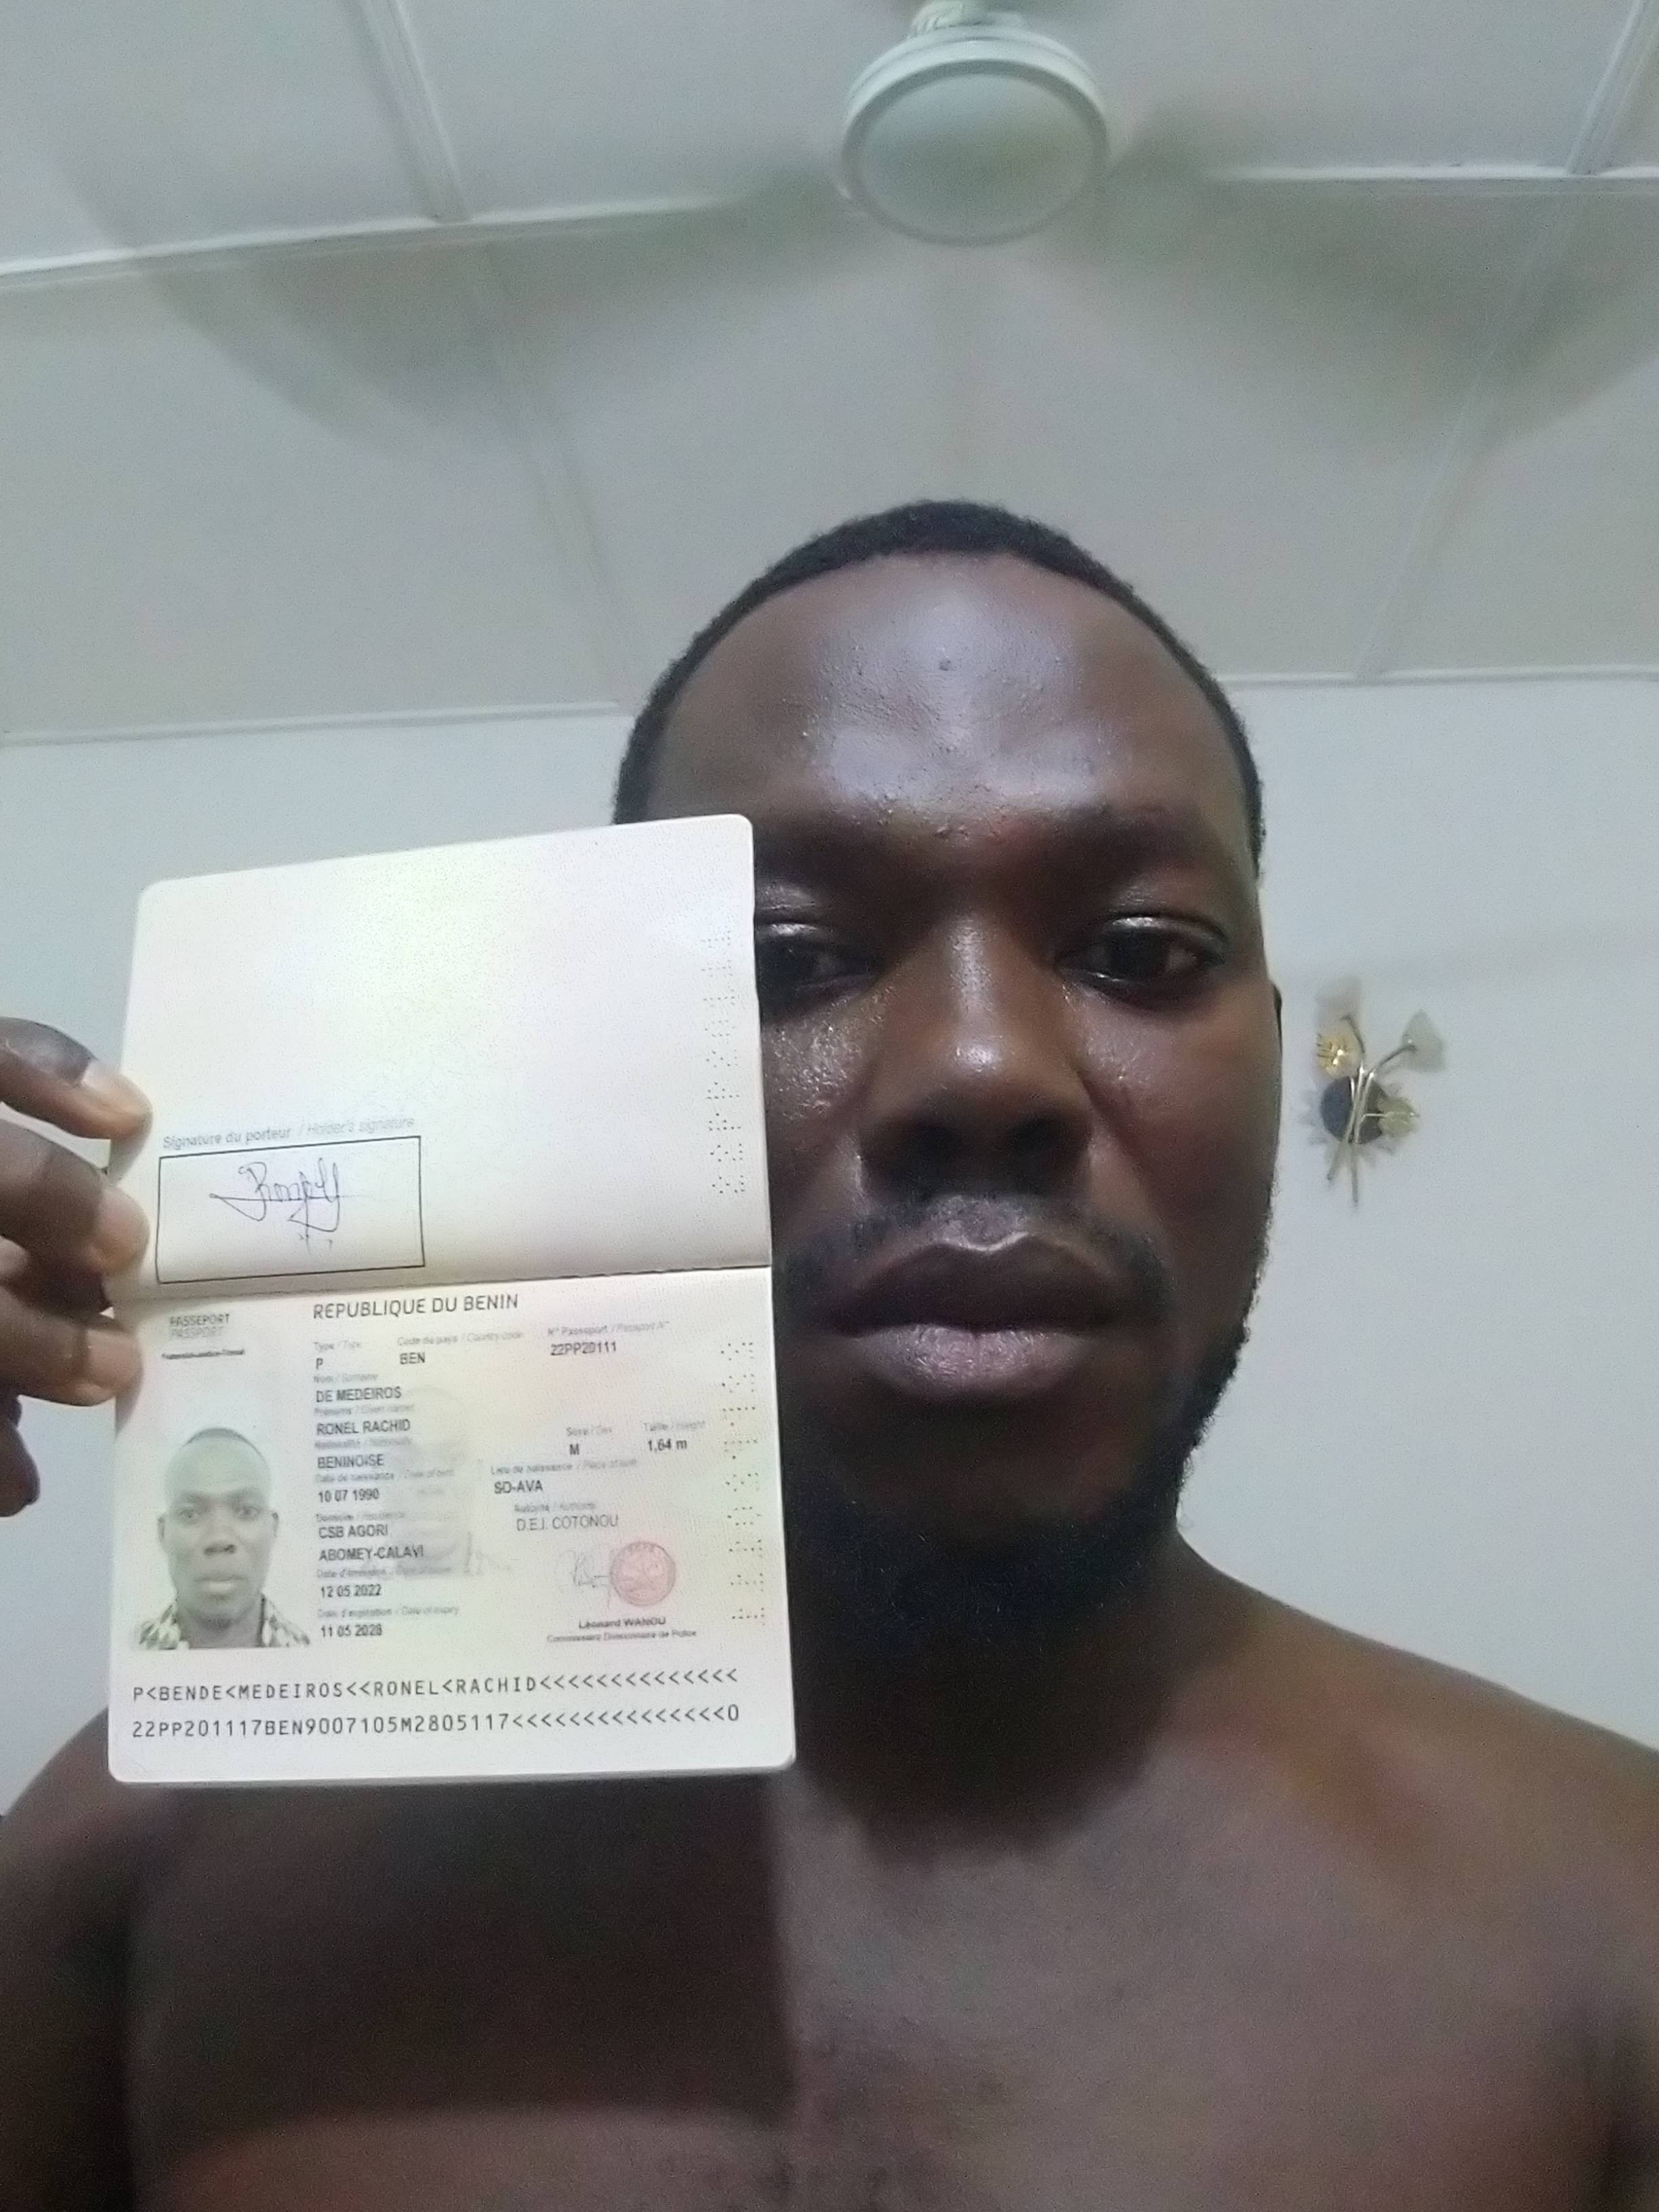 Signature du porteur / Holder's signature
PASSEPORT
PASSPORT
REPUBLIQUE DU BENIN
Fraternité-Justice-Travail
Type / Type Code du pays / Country code N° Passeport / Passport N°
P BEN 22PP20111
Nom / Surname
DE MEDEIROS
Prénoms / Given names
RONEL RACHID
Nationalité / Nationality Sexe / Sex Taille / Height
BENINOISE M 1,64 m
Date de naissance / Date of birth Lieu de naissance / Place of birth
10 07 1990 SO-AVA
Domicile / Residence Autorité / Authority
CSB AGORI D.E.I. COTONOU
ABOMEY-CALAVI
Date d'émission / Date of issue
12 05 2022
Date d'expiration / Date of expiry
11 05 2028
Léonard WANOU
Commissaire Divisionnaire de Police
P<BENDE<MEDEIROS<<RONEL<RACHID<<<<<<<<<<<<<<
22PP201117BEN9007105M2805117<<<<<<<<<<<<<<<0